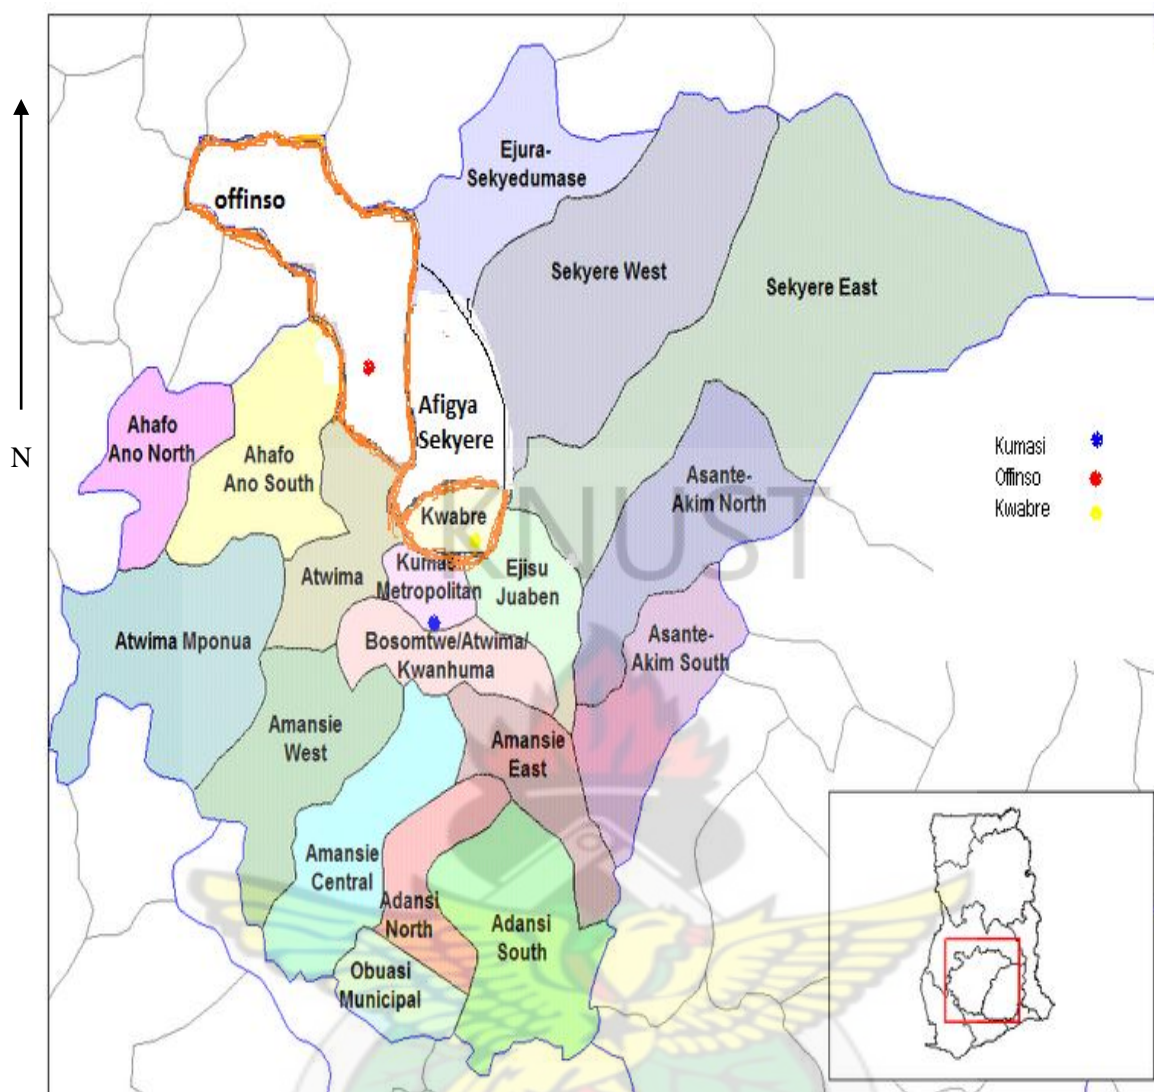 Ejura-
Sekyedumase
offinso
Sekyere West
Sekyere East
Afigya
Sekyere
Ahafo
Ano North
Ahafo
Ano South
N
Kumasi
Offinso
Kwabre
Asante-
Akim North
KNUST
Kwabre
Kumasi
Metropolitan
Ejisu
Juaben
Atwima
Atwima Mponua
Bosomtwe/Atwima/
Kwanhuma
Asante-
Akim South
Amansie
West
Amansie
East
Amansie
Central
Adansi
North
Adansi
South
Obuasi
Municipal